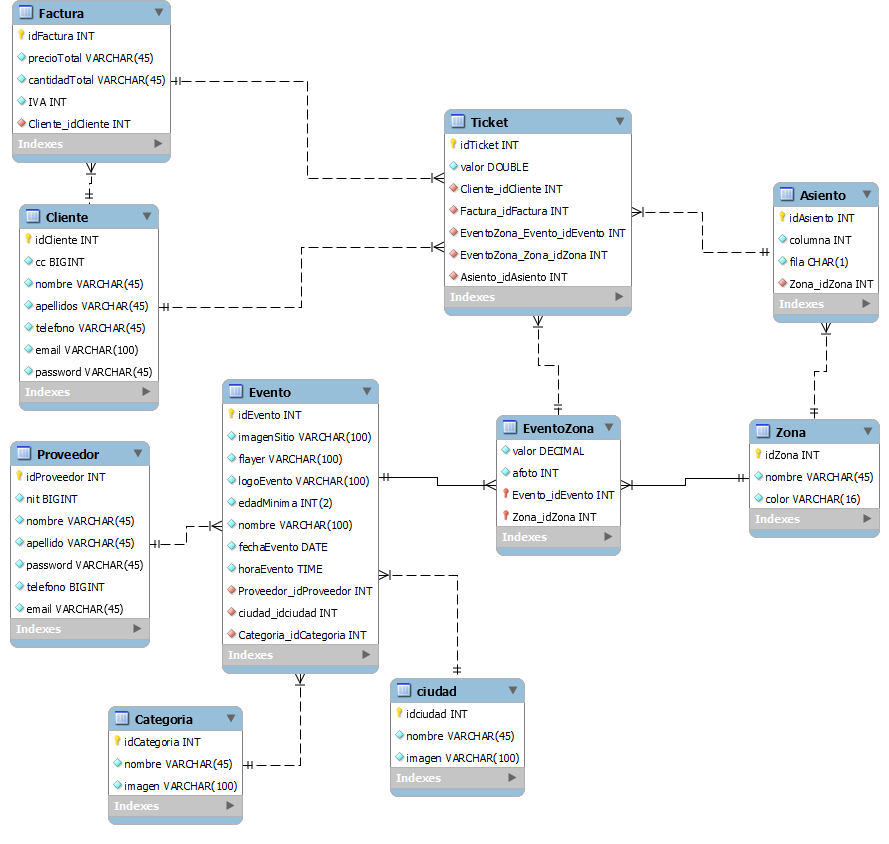 Factura
idFactura INT
precioTotal VARCHAR(45)
cantidadTotal VARCHAR(45)
IVA INT
Cliente_idCliente INT
Indexes
Cliente
idCliente INT
cc BIGINT
nombre VARCHAR(45)
apellidos VARCHAR(45)
telefono VARCHAR(45)
email VARCHAR(100)
password VARCHAR(45)
Indexes
Ticket
idTicket INT
valor DOUBLE
Cliente_idCliente INT
Factura_idFactura INT
EventoZona_Evento_idEvento INT
EventoZona_Zona_idZona INT
Asiento_idAsiento INT
Indexes
Asiento
idAsiento INT
columna INT
fila CHAR(1)
Zona_idZona INT
Indexes
Proveedor
idProveedor INT
nit BIGINT
nombre VARCHAR(45)
apellido VARCHAR(45)
password VARCHAR(45)
telefono BIGINT
email VARCHAR(45)
Indexes
Evento
idEvento INT
imagenSitio VARCHAR(100)
flayer VARCHAR(100)
logoEvento VARCHAR(100)
edadMinima INT(2)
nombre VARCHAR(100)
fechaEvento DATE
horaEvento TIME
Proveedor_idProveedor INT
ciudad_idciudad INT
Categoria_idCategoria INT
Indexes
EventoZona
valor DECIMAL
afoto INT
Evento_idEvento INT
Zona_idZona INT
Indexes
Zona
idZona INT
nombre VARCHAR(45)
color VARCHAR(16)
Indexes
Categoria
idCategoria INT
nombre VARCHAR(45)
imagen VARCHAR(100)
Indexes
ciudad
idciudad INT
nombre VARCHAR(45)
imagen VARCHAR(100)
Indexes